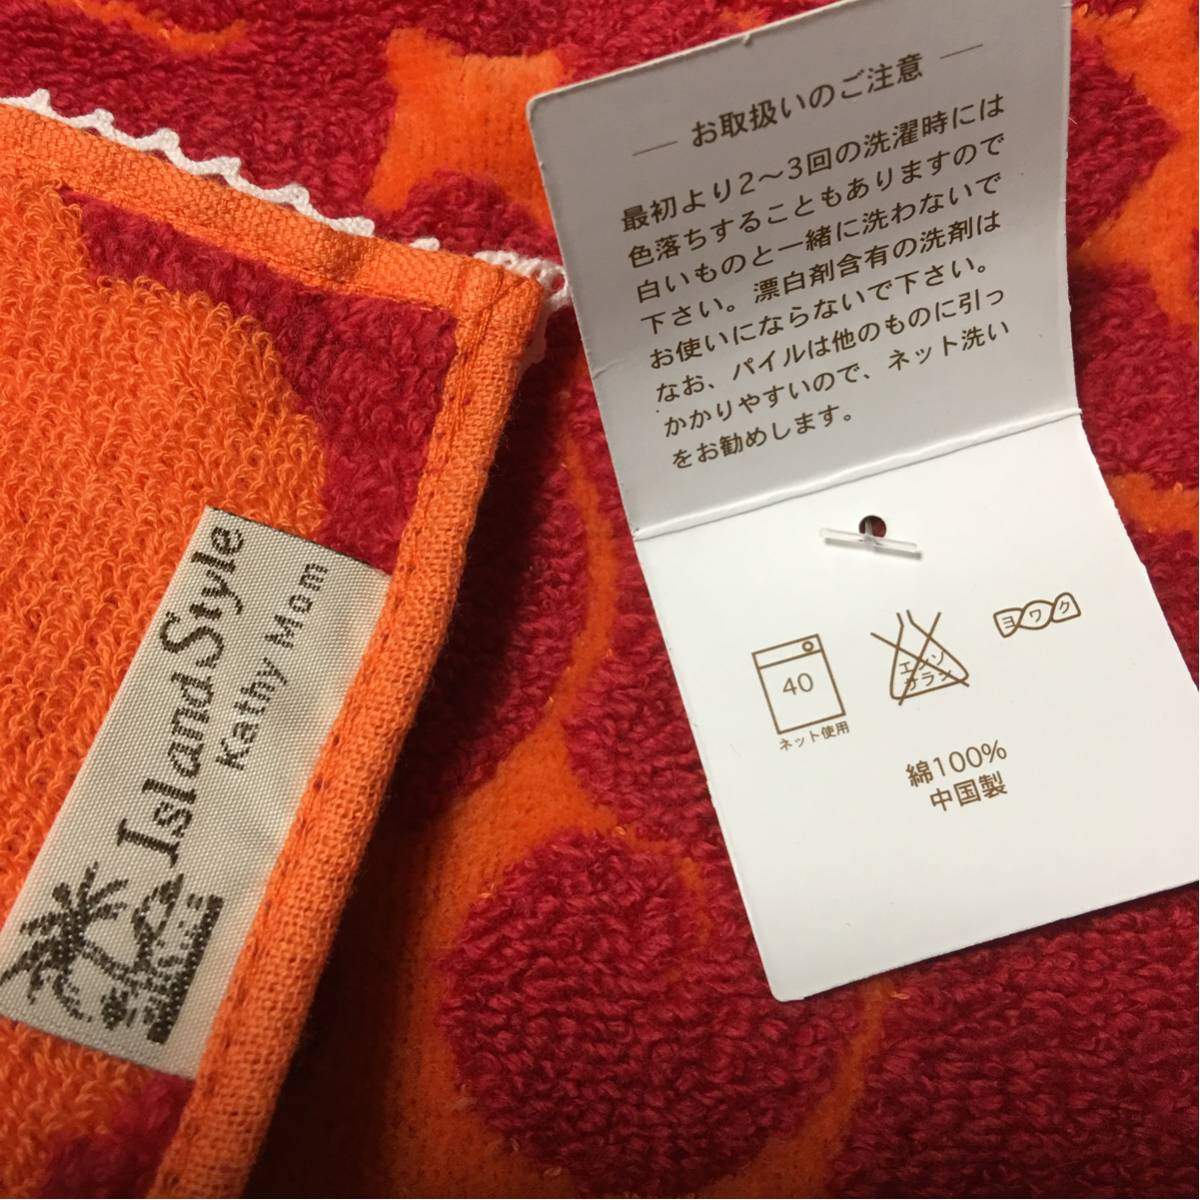 お取扱いのご注意
最初より2〜3回の洗濯時には
色落ちすることもありますので
白いものと一緒に洗わないで
下さい。漂白剤含有の洗剤は
お使いにならないで下さい。
なお、パイルは他のものに引っ
かかりやすいので、ネット洗い
をお勧めします。
40
ネット使用
エンソ
サラシ
ヨワク
綿100%
中国製
Island Style
Kathy Mom